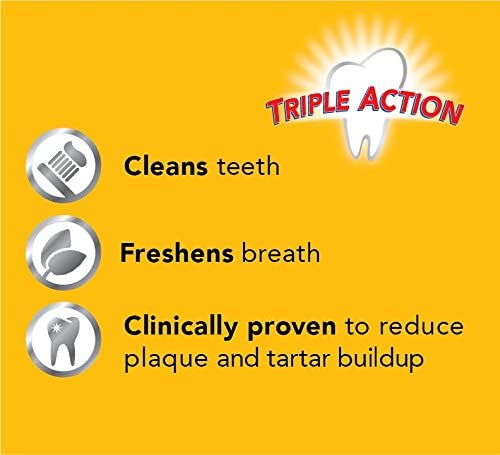 TRIPLE ACTION
Cleans teeth
Freshens breath
Clinically proven to reduce
plaque and tartar buildup